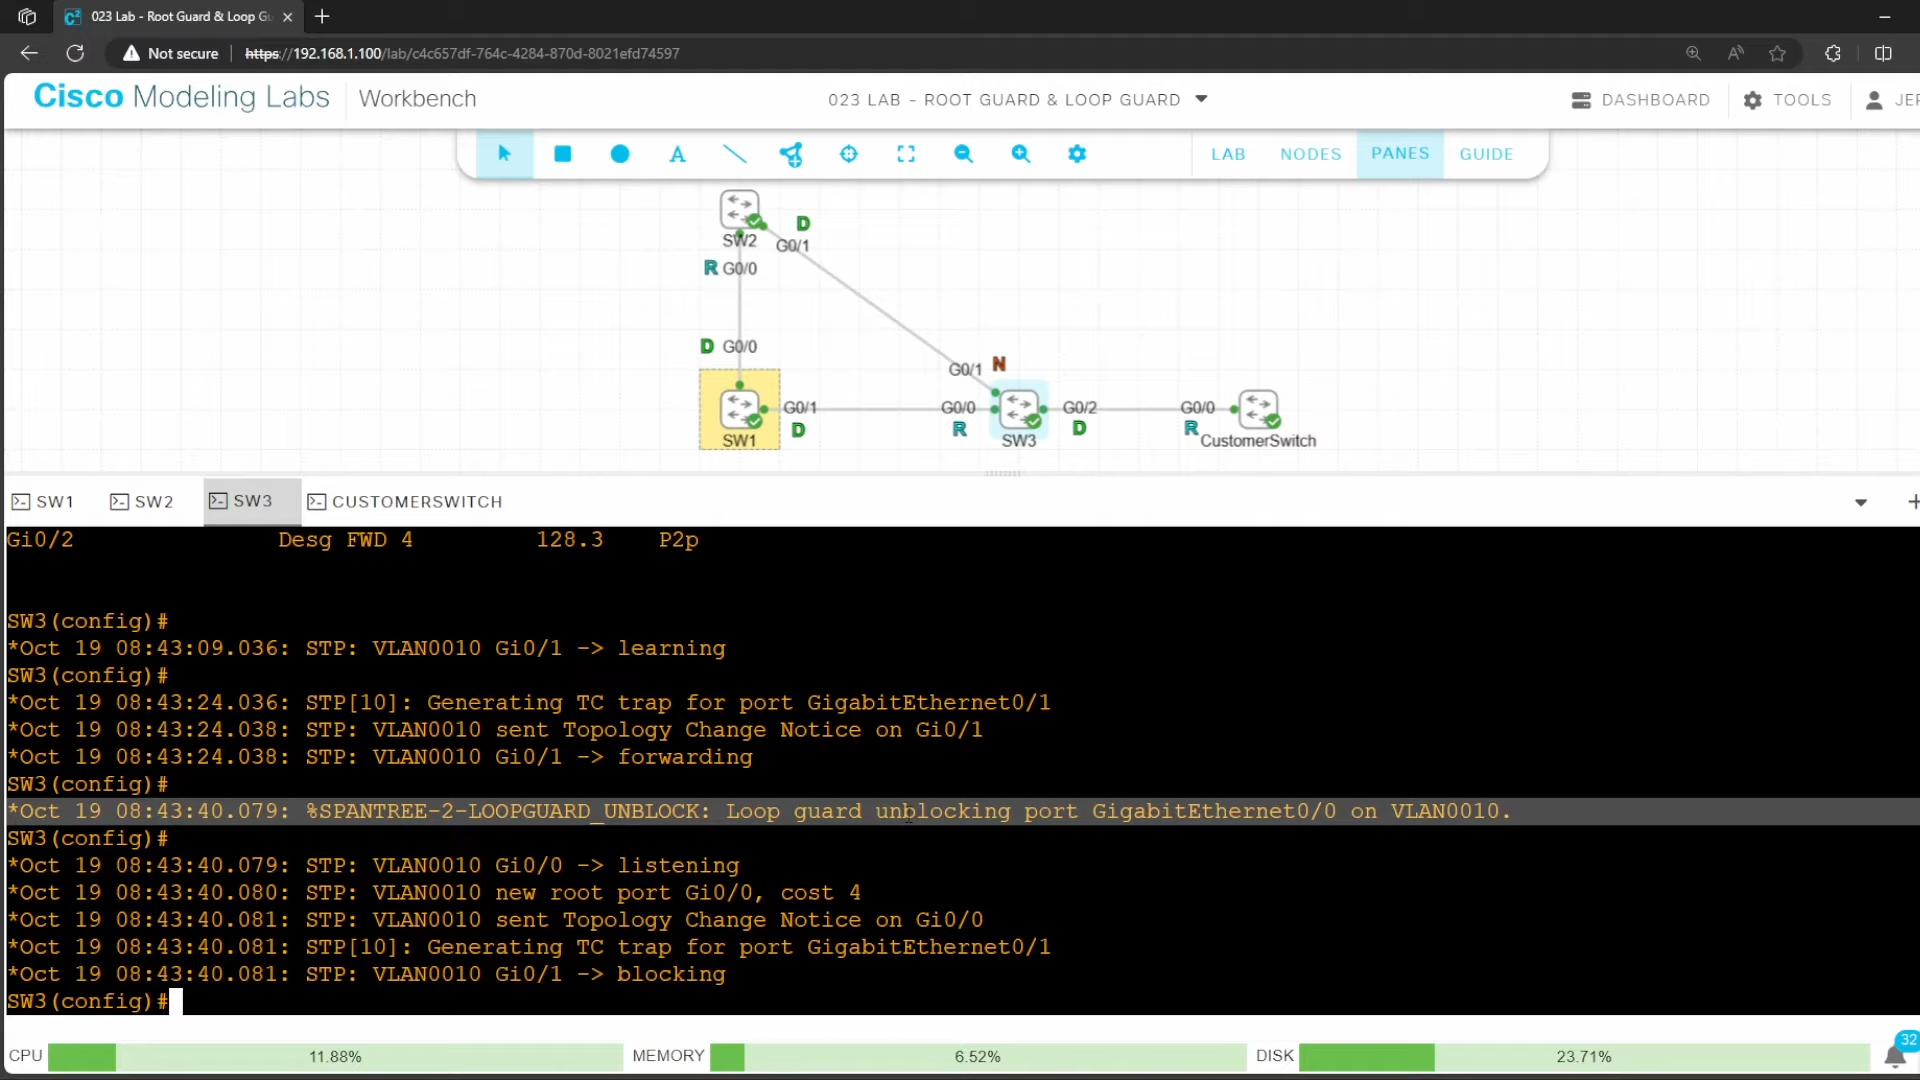 023 Lab - Root Guard & Loop Gu
Not secure
https://192.168.1.100/lab/c4c657df-764c-4284-870d-8021efd74597
Cisco Modeling Labs
Workbench
023 LAB - ROOT GUARD & LOOP GUARD
DASHBOARD
TOOLS
JEF
A
LAB
NODES
PANES
GUIDE
D
SW2
G0/1
R G0/0
D G0/0
G0/1 N
G0/1
G0/0
G0/2
G0/0
D
R
D
R
SW1
SW3
CustomerSwitch
SW1
SW2
SW3
CUSTOMERSWITCH
Gi0/2 Desg FWD 4 128.3 P2p
SW3(config)#
*Oct 19 08:43:09.036: STP: VLAN0010 Gi0/1 -> learning
SW3(config)#
*Oct 19 08:43:24.036: STP[10]: Generating TC trap for port GigabitEthernet0/1
*Oct 19 08:43:24.038: STP: VLAN0010 sent Topology Change Notice on Gi0/1
*Oct 19 08:43:24.038: STP: VLAN0010 Gi0/1 -> forwarding
SW3(config)#
*Oct 19 08:43:40.079: %SPANTREE-2-LOOPGUARD_UNBLOCK: Loop guard unblocking port GigabitEthernet0/0 on VLAN0010.
SW3(config)#
*Oct 19 08:43:40.079: STP: VLAN0010 Gi0/0 -> listening
*Oct 19 08:43:40.080: STP: VLAN0010 new root port Gi0/0, cost 4
*Oct 19 08:43:40.081: STP: VLAN0010 sent Topology Change Notice on Gi0/0
*Oct 19 08:43:40.081: STP[10]: Generating TC trap for port GigabitEthernet0/1
*Oct 19 08:43:40.081: STP: VLAN0010 Gi0/1 -> blocking
SW3(config)#
CPU 11.88% MEMORY 6.52% DISK 23.71%
32